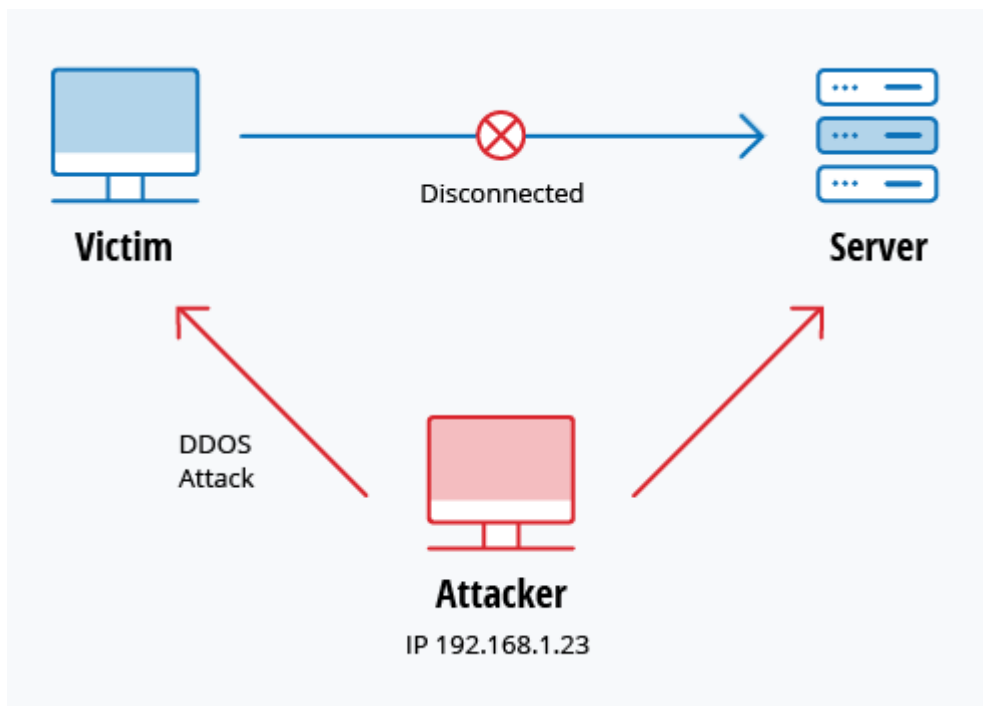 Disconnected
Victim
Server
DDOS
Attack
Attacker
IP 192.168.1.23